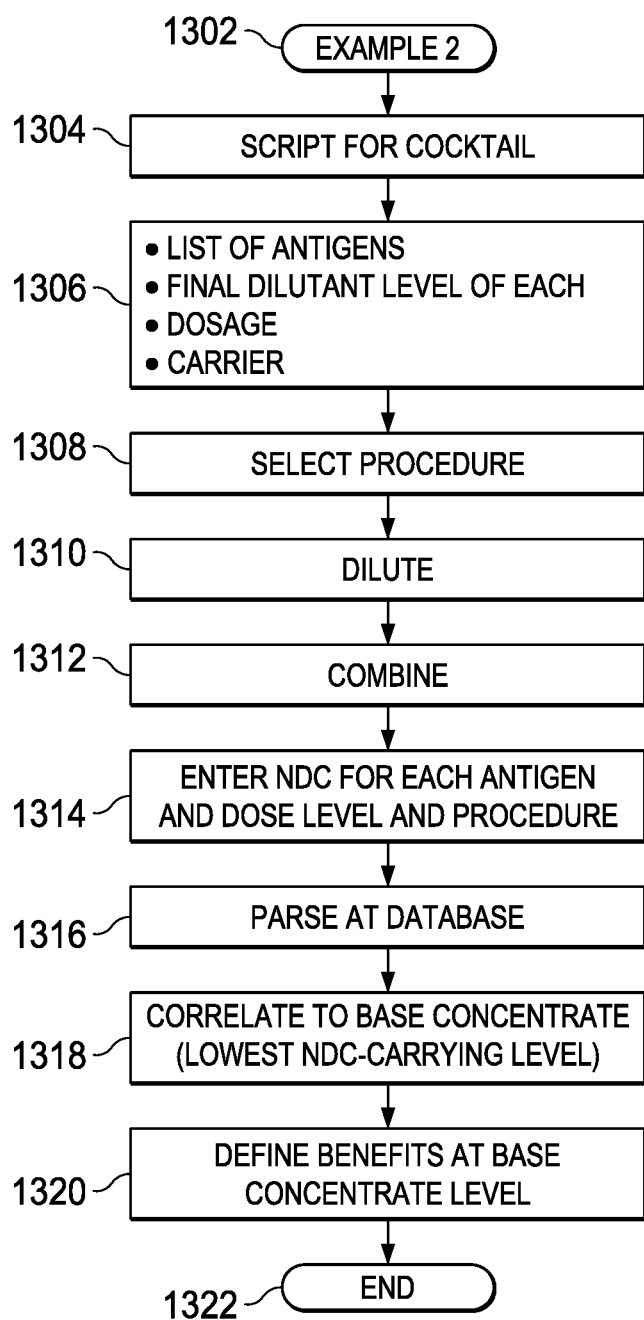 1302
EXAMPLE 2
1304
SCRIPT FOR COCKTAIL
1306
• LIST OF ANTIGENS
• FINAL DILUTANT LEVEL OF EACH
• DOSAGE
• CARRIER
1308
SELECT PROCEDURE
1310
DILUTE
1312
COMBINE
1314
ENTER NDC FOR EACH ANTIGEN
AND DOSE LEVEL AND PROCEDURE
1316
PARSE AT DATABASE
1318
CORRELATE TO BASE CONCENTRATE
(LOWEST NDC-CARRYING LEVEL)
1320
DEFINE BENEFITS AT BASE
CONCENTRATE LEVEL
1322
END